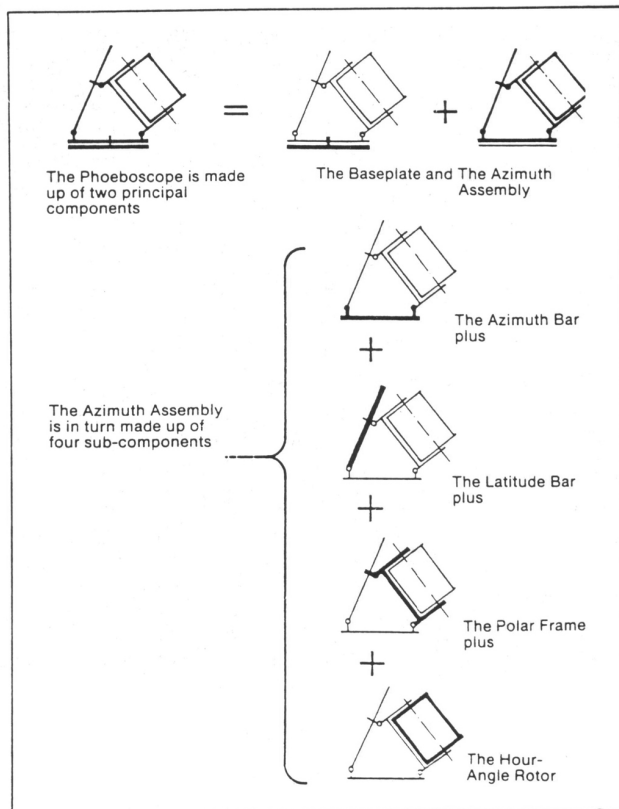 The Phoeboscope is made
up of two principal
components
=
+
The Baseplate and The Azimuth
Assembly
The Azimuth Assembly
is in turn made up of
four sub-components
The Azimuth Bar
plus
+
The Latitude Bar
plus
+
The Polar Frame
plus
+
The Hour-
Angle Rotor